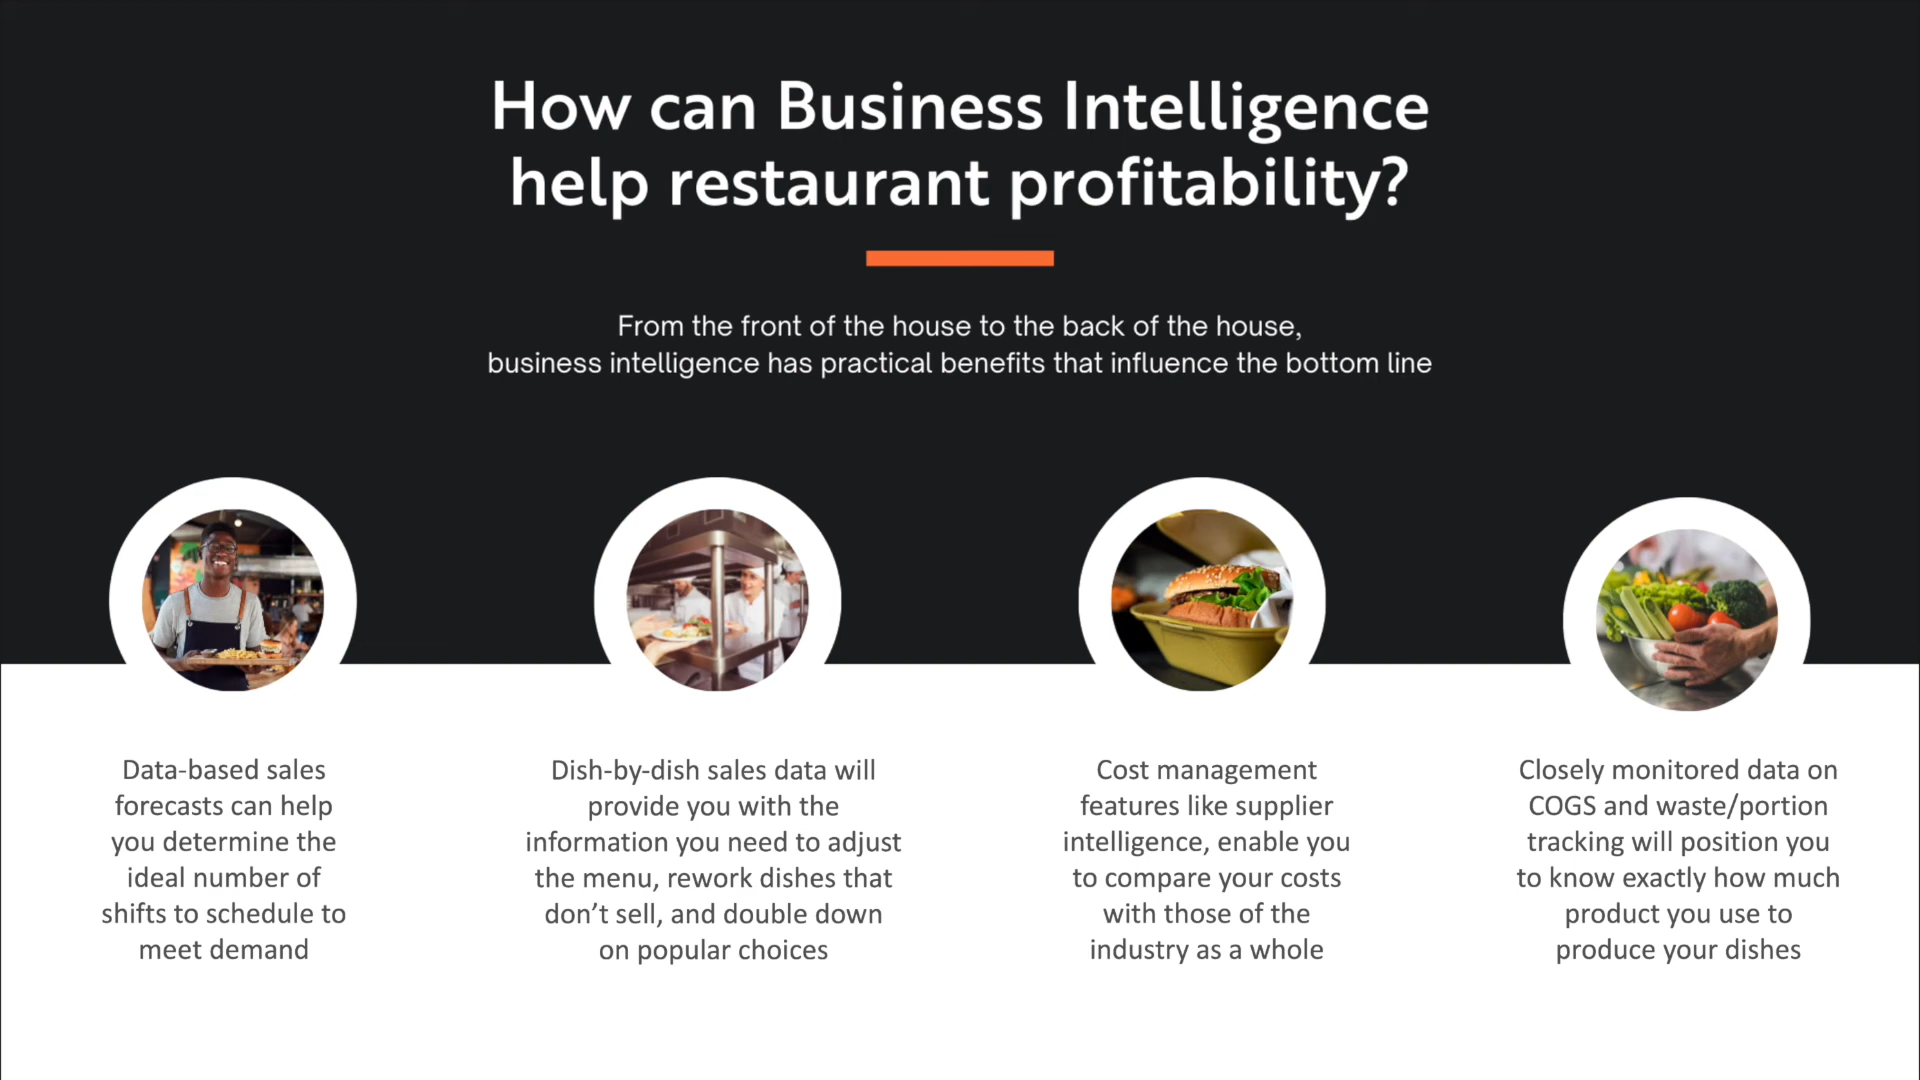 How can Business Intelligence
help restaurant profitability?
From the front of the house to the back of the house,
business intelligence has practical benefits that influence the bottom line
Data-based sales
forecasts can help
you determine the
ideal number of
shifts to schedule to
meet demand
Dish-by-dish sales data will
provide you with the
information you need to adjust
the menu, rework dishes that
don’t sell, and double down
on popular choices
Cost management
features like supplier
intelligence, enable you
to compare your costs
with those of the
industry as a whole
Closely monitored data on
COGS and waste/portion
tracking will position you
to know exactly how much
product you use to
produce your dishes